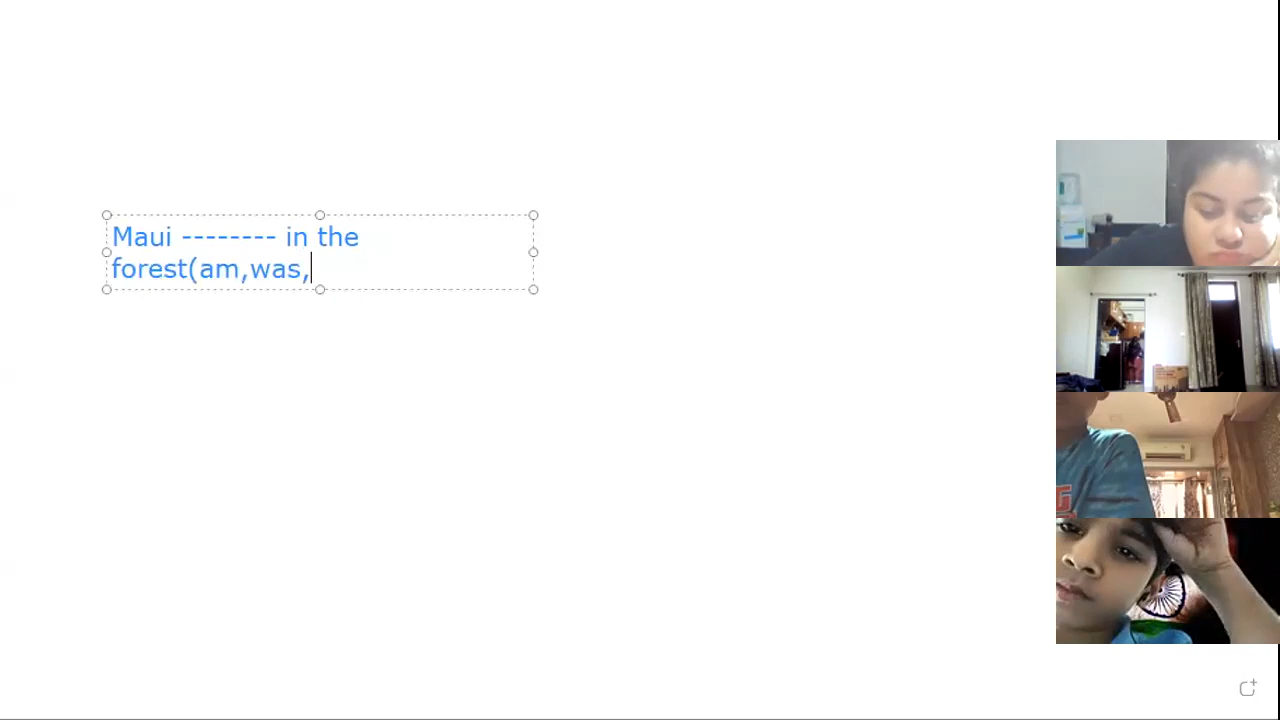 Maui -------- in the
forest(am,was,